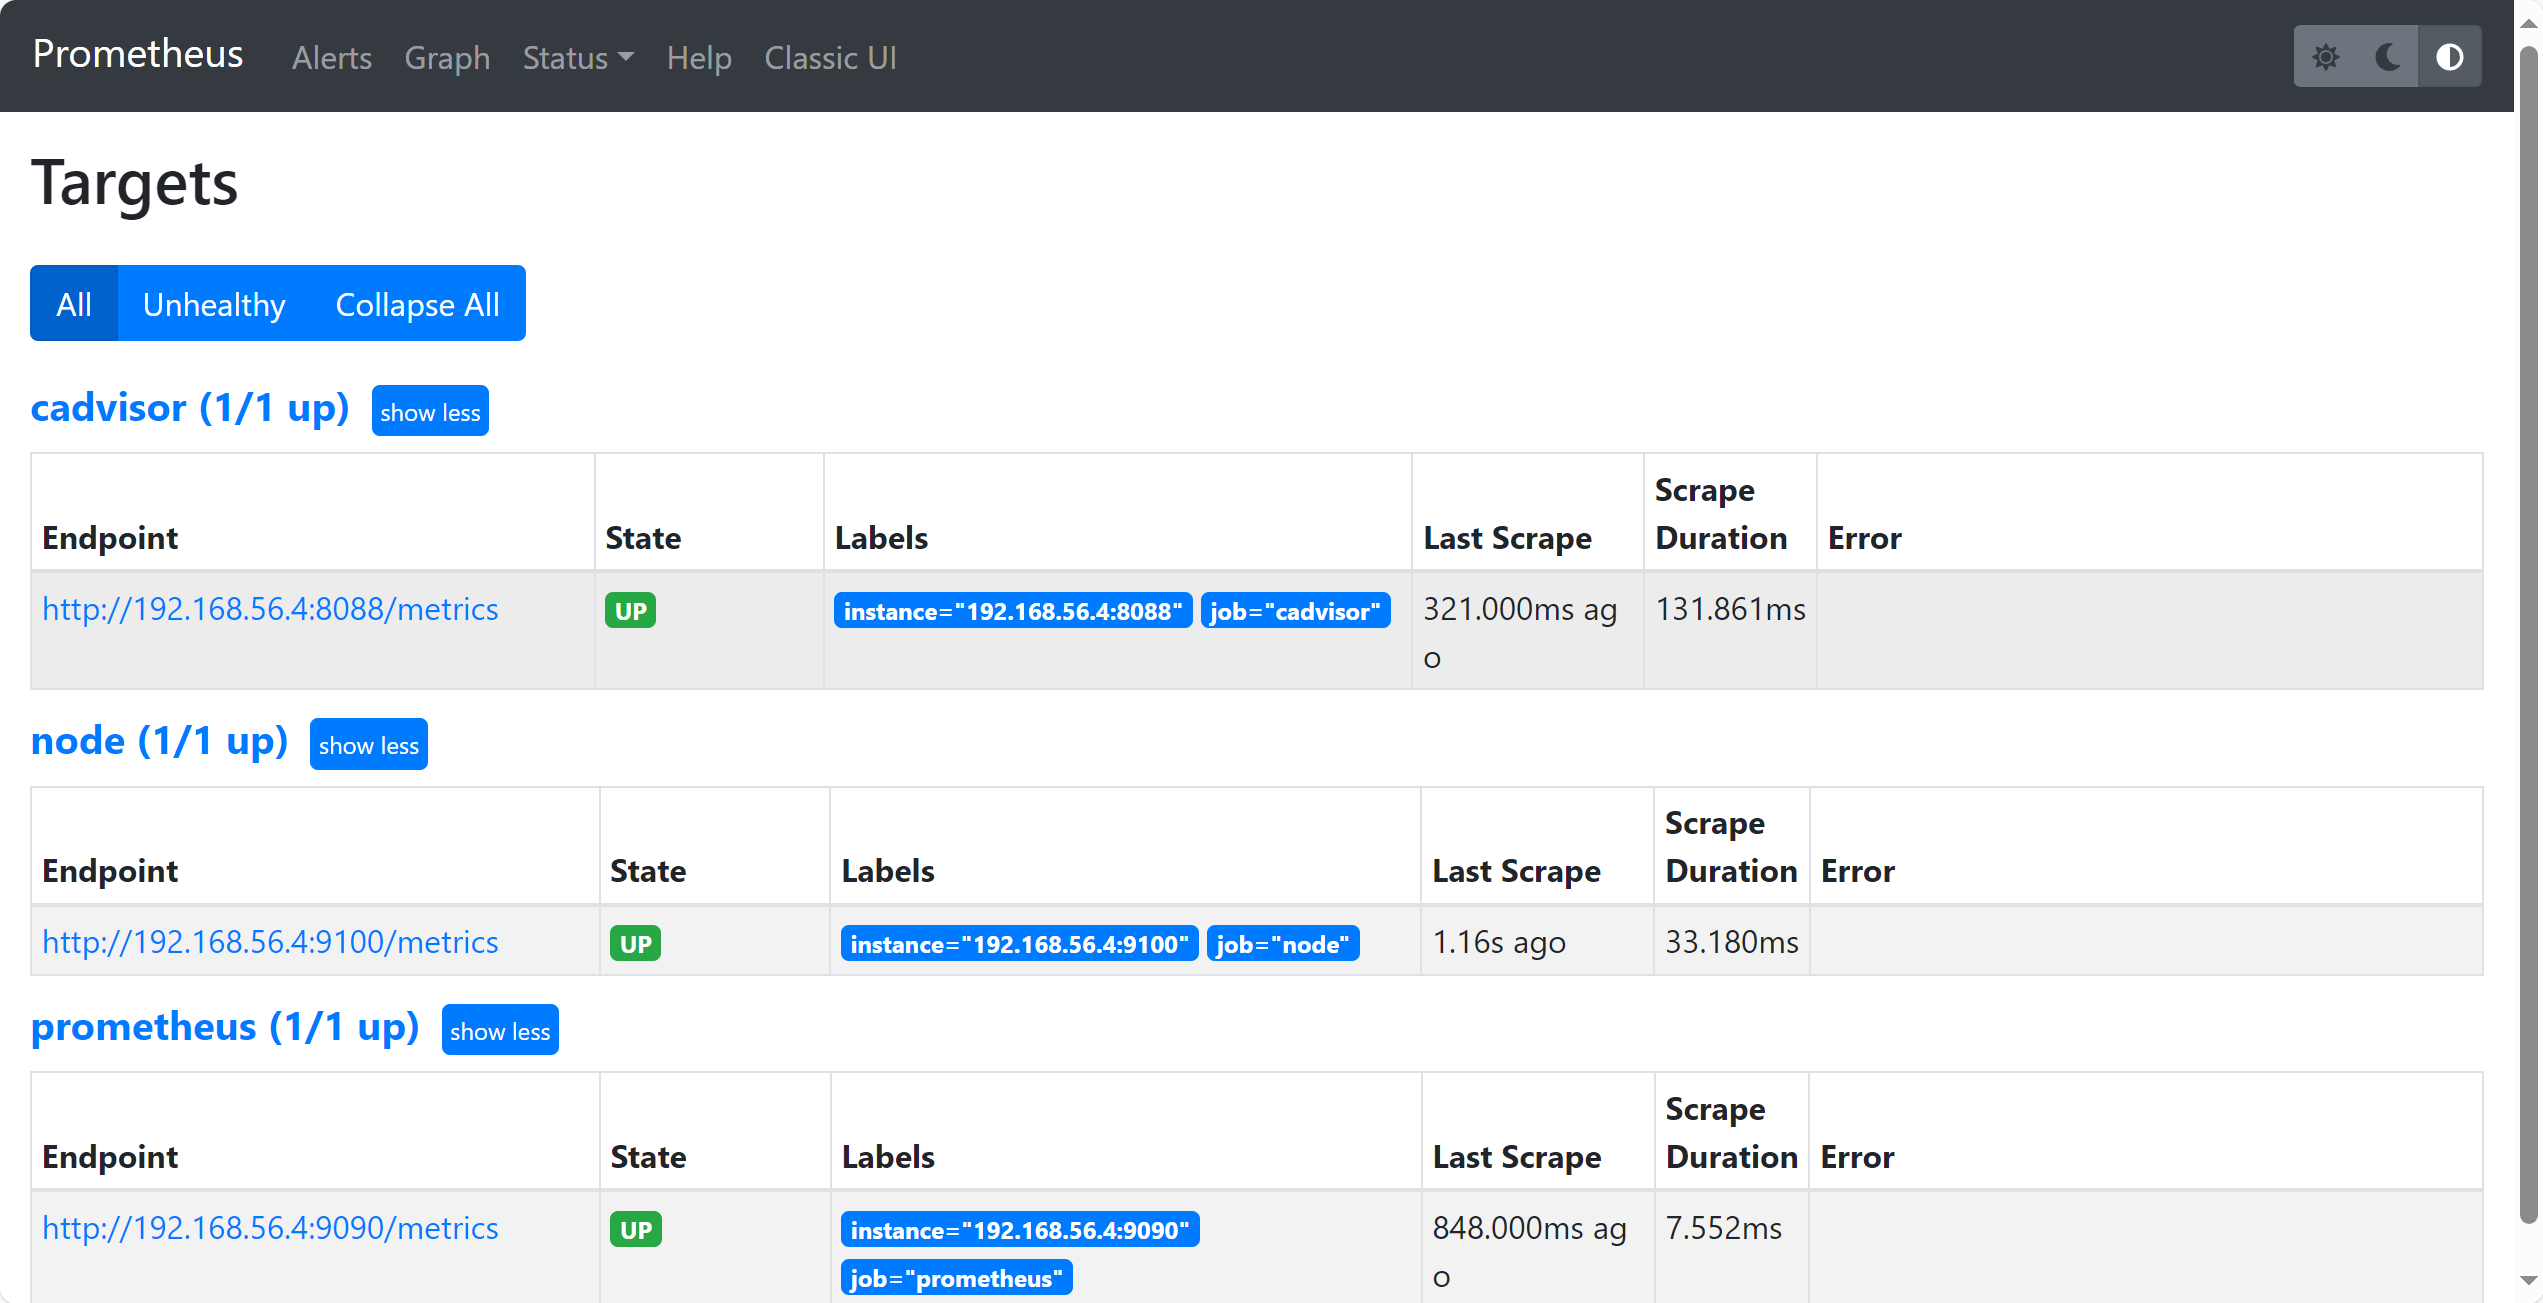 Prometheus Alerts Graph Status Help Classic UI
Targets
All Unhealthy Collapse All
cadvisor (1/1 up) show less
Endpoint State Labels Last Scrape Scrape Duration Error
http://192.168.56.4:8088/metrics UP instance="192.168.56.4:8088" job="cadvisor" 321.000ms ag 131.861ms
o
node (1/1 up) show less
Endpoint State Labels Last Scrape Scrape Duration Error
http://192.168.56.4:9100/metrics UP instance="192.168.56.4:9100" job="node" 1.16s ago 33.180ms
prometheus (1/1 up) show less
Endpoint State Labels Last Scrape Scrape Duration Error
http://192.168.56.4:9090/metrics UP instance="192.168.56.4:9090" 848.000ms ag 7.552ms
job="prometheus" o